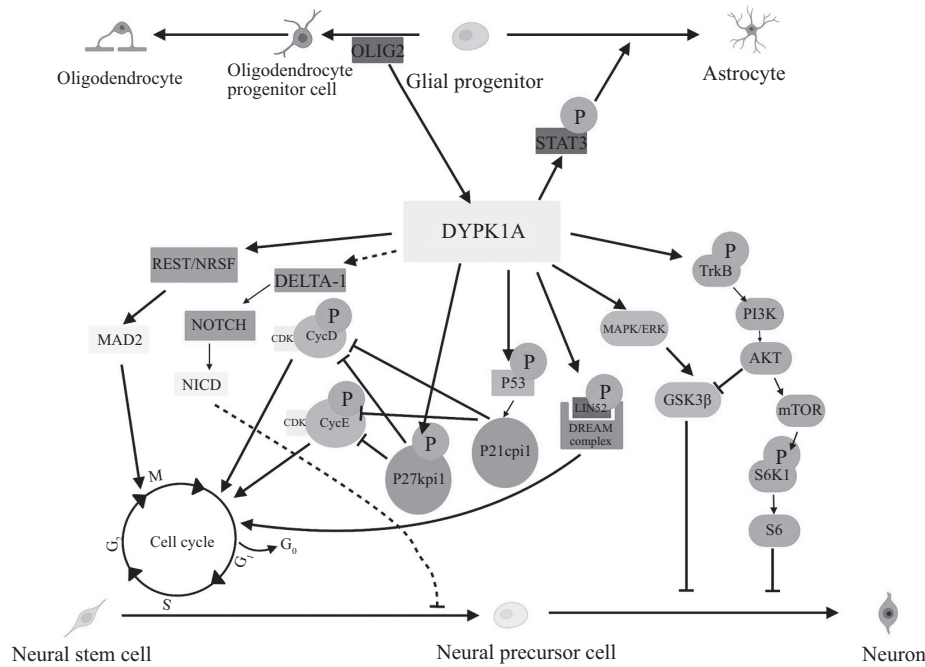 Oligodendrocyte
Oligodendrocyte
progenitor cell
OLIG2
Glial progenitor
Astrocyte
P
STAT3
DYPK1A
REST/NRSF
DELTA-1
P
TrkB
MAD2
NOTCH
CDK
CycD
P
MAPK/ERK
PI3K
NICD
P53
P
AKT
CDK
CycE
P
LIN52
P
DREAM
complex
GSK3β
mTOR
P27kpi1
P
P21cpi1
P
S6K1
S6
M
G2
Cell cycle
G1
G0
S
Neural stem cell
Neural precursor cell
Neuron